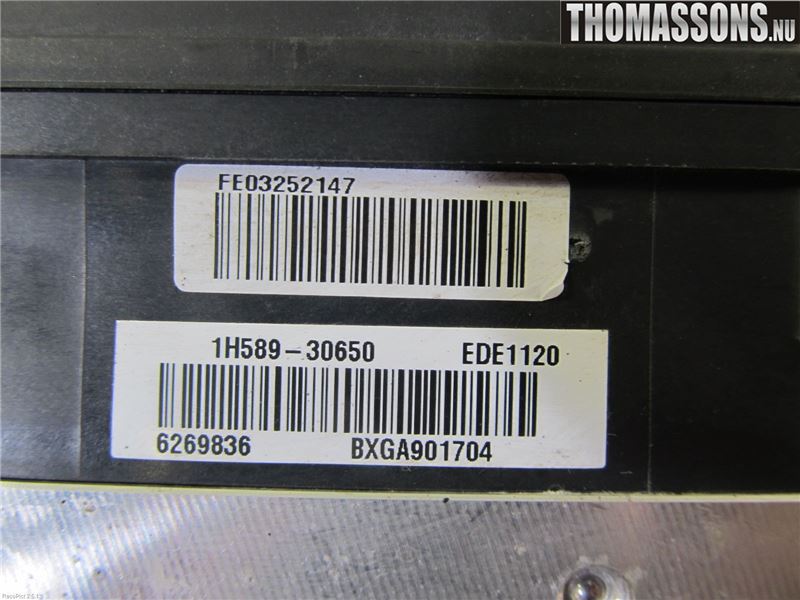 THOMASSONS.NU
FE03252147
1H589-30650 EDE1120
6269836 BXGA901704